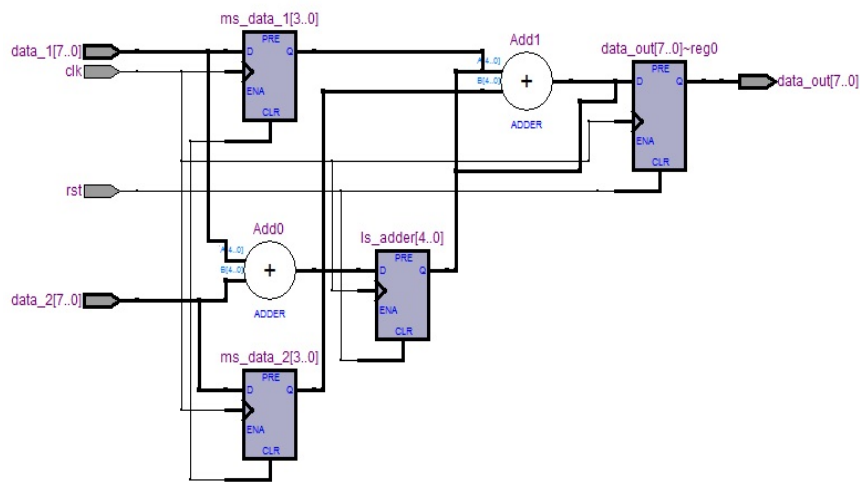 ms_data_1[3..0]
data_1[7..0]
clk
PRE
D Q
ENA
CLR
Add1
A[4..0]
B[4..0]
+
ADDER
data_out[7..0]~reg0
PRE
D Q
ENA
CLR
data_out[7..0]
rst
Add0
A[4..0]
B[4..0]
+
ADDER
ls_adder[4..0]
PRE
D Q
ENA
CLR
data_2[7..0]
ms_data_2[3..0]
PRE
D Q
ENA
CLR